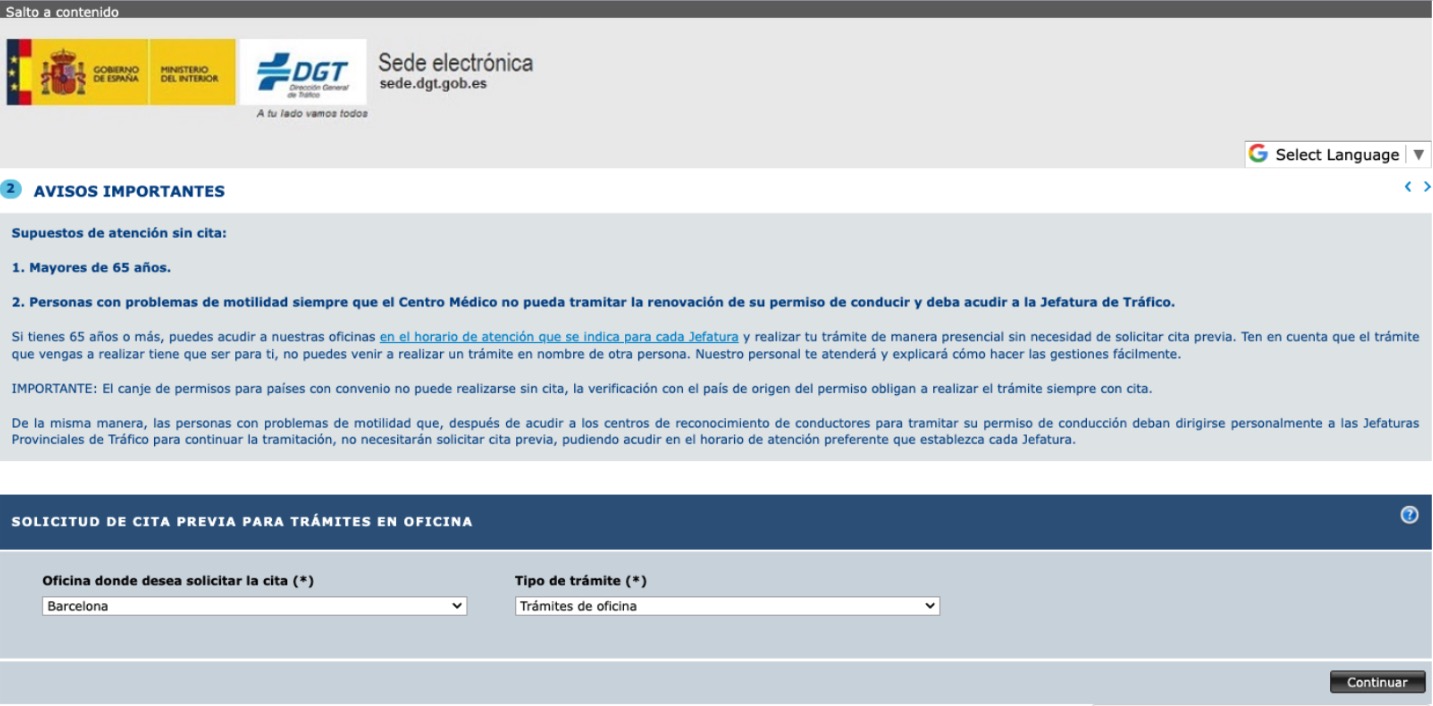 Salto a contenido
GOBIERNO DE ESPAÑA
MINISTERIO DEL INTERIOR
DGT
Dirección General de Tráfico
A tu lado vamos todos
Sede electrónica
sede.dgt.gob.es
G Select Language ▼
2 AVISOS IMPORTANTES
Supuestos de atención sin cita:
1. Mayores de 65 años.
2. Personas con problemas de motilidad siempre que el Centro Médico no pueda tramitar la renovación de su permiso de conducir y deba acudir a la Jefatura de Tráfico.
Si tienes 65 años o más, puedes acudir a nuestras oficinas en el horario de atención que se indica para cada Jefatura y realizar tu trámite de manera presencial sin necesidad de solicitar cita previa. Ten en cuenta que el trámite
que vengas a realizar tiene que ser para ti, no puedes venir a realizar un trámite en nombre de otra persona. Nuestro personal te atenderá y explicará cómo hacer las gestiones fácilmente.
IMPORTANTE: El canje de permisos para países con convenio no puede realizarse sin cita, la verificación con el país de origen del permiso obligan a realizar el trámite siempre con cita.
De la misma manera, las personas con problemas de motilidad que, después de acudir a los centros de reconocimiento de conductores para tramitar su permiso de conducción deban dirigirse personalmente a las Jefaturas
Provinciales de Tráfico para continuar la tramitación, no necesitarán solicitar cita previa, pudiendo acudir en el horario de atención preferente que establezca cada Jefatura.
SOLICITUD DE CITA PREVIA PARA TRÁMITES EN OFICINA
?
Oficina donde desea solicitar la cita (*)
Tipo de trámite (*)
Barcelona
Trámites de oficina
Continuar